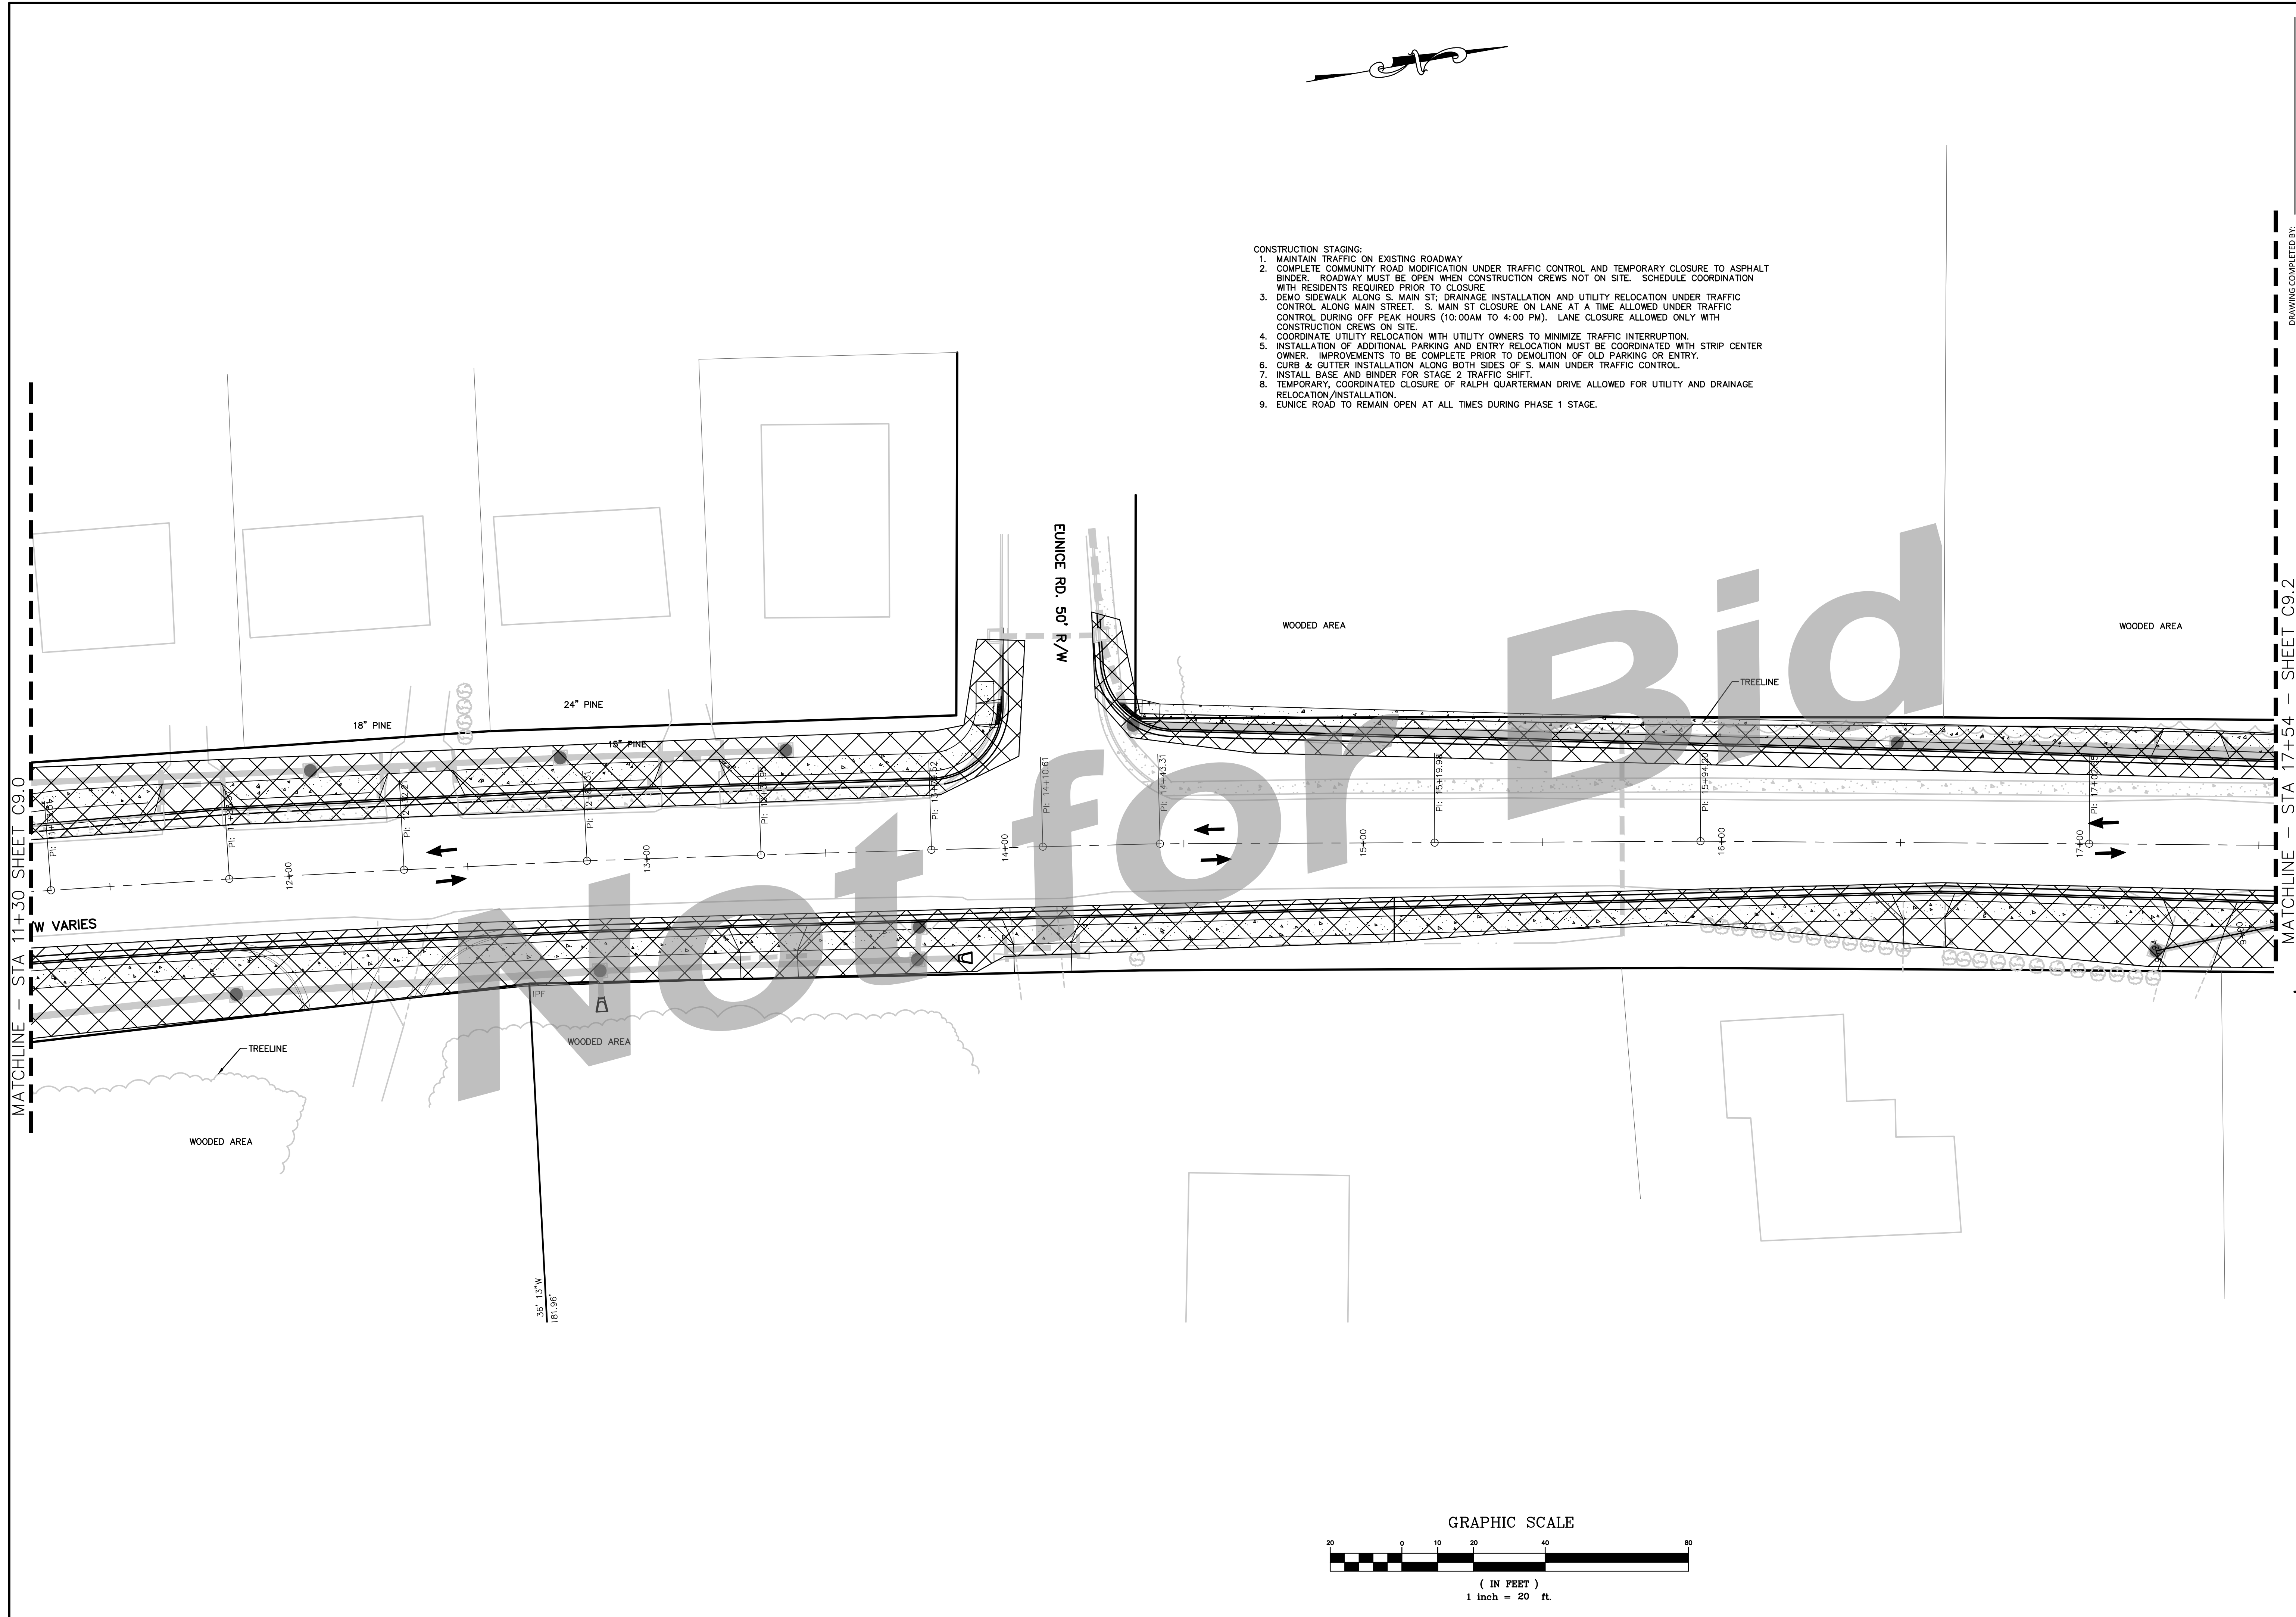 DRAWING COMPLETED BY:
CONSTRUCTION STAGING:
1. MAINTAIN TRAFFIC ON EXISTING ROADWAY
2. COMPLETE COMMUNITY ROAD MODIFICATION UNDER TRAFFIC CONTROL AND TEMPORARY CLOSURE TO ASPHALT
BINDER. ROADWAY MUST BE OPEN WHEN CONSTRUCTION CREWS NOT ON SITE. SCHEDULE COORDINATION
WITH RESIDENTS REQUIRED PRIOR TO CLOSURE
3. DEMO SIDEWALK ALONG S. MAIN ST; DRAINAGE INSTALLATION AND UTILITY RELOCATION UNDER TRAFFIC
CONTROL ALONG MAIN STREET. S. MAIN ST CLOSURE ON LANE AT A TIME ALLOWED UNDER TRAFFIC
CONTROL DURING OFF PEAK HOURS (10:00AM TO 4:00 PM). LANE CLOSURE ALLOWED ONLY WITH
CONSTRUCTION CREWS ON SITE.
4. COORDINATE UTILITY RELOCATION WITH UTILITY OWNERS TO MINIMIZE TRAFFIC INTERRUPTION.
5. INSTALLATION OF ADDITIONAL PARKING AND ENTRY RELOCATION MUST BE COORDINATED WITH STRIP CENTER
OWNER. IMPROVEMENTS TO BE COMPLETE PRIOR TO DEMOLITION OF OLD PARKING OR ENTRY.
6. CURB & GUTTER INSTALLATION ALONG BOTH SIDES OF S. MAIN UNDER TRAFFIC CONTROL.
7. INSTALL BASE AND BINDER FOR STAGE 2 TRAFFIC SHIFT.
8. TEMPORARY, COORDINATED CLOSURE OF RALPH QUARTERMAN DRIVE ALLOWED FOR UTILITY AND DRAINAGE
RELOCATION/INSTALLATION.
9. EUNICE ROAD TO REMAIN OPEN AT ALL TIMES DURING PHASE 1 STAGE.
MATCHLINE - STA 11+30 SHEET C9.0
MATCHLINE - STA 17+54 - SHEET C9.2
EUNICE RD. 50' R/W
WOODED AREA
WOODED AREA
TREELINE
24" PINE
18" PINE
PINE
PI: 14+10.61
PI: 14+43.31
PI: 15+19.98
PI: 15+94.20
12+00
13+00
14+00
15+00
16+00
17+00
/W VARIES
IPF
WOODED AREA
TREELINE
WOODED AREA
36' 13"W
181.96'
Not for Bid
GRAPHIC SCALE
20 0 10 20 40 80
( IN FEET )
1 inch = 20 ft.